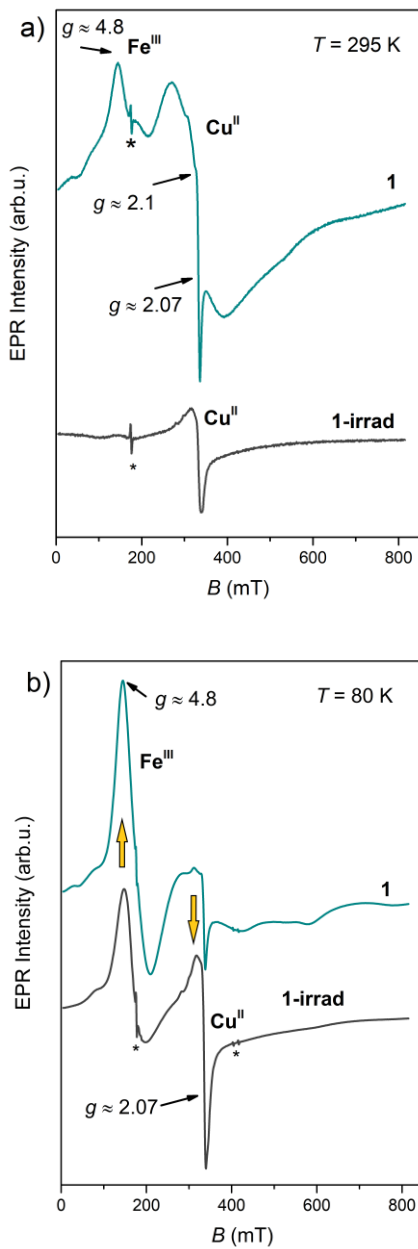 a)
g ≈ 4.8
Fe^III
T = 295 K
*
Cu^II
g ≈ 2.1
1
g ≈ 2.07
Cu^II
1-irrad
*
EPR Intensity (arb.u.)
0 200 400 600 800
B (mT)
b)
g ≈ 4.8
T = 80 K
Fe^III
1
1-irrad
Cu^II
*
*
g ≈ 2.07
EPR Intensity (arb.u.)
0 200 400 600 800
B (mT)